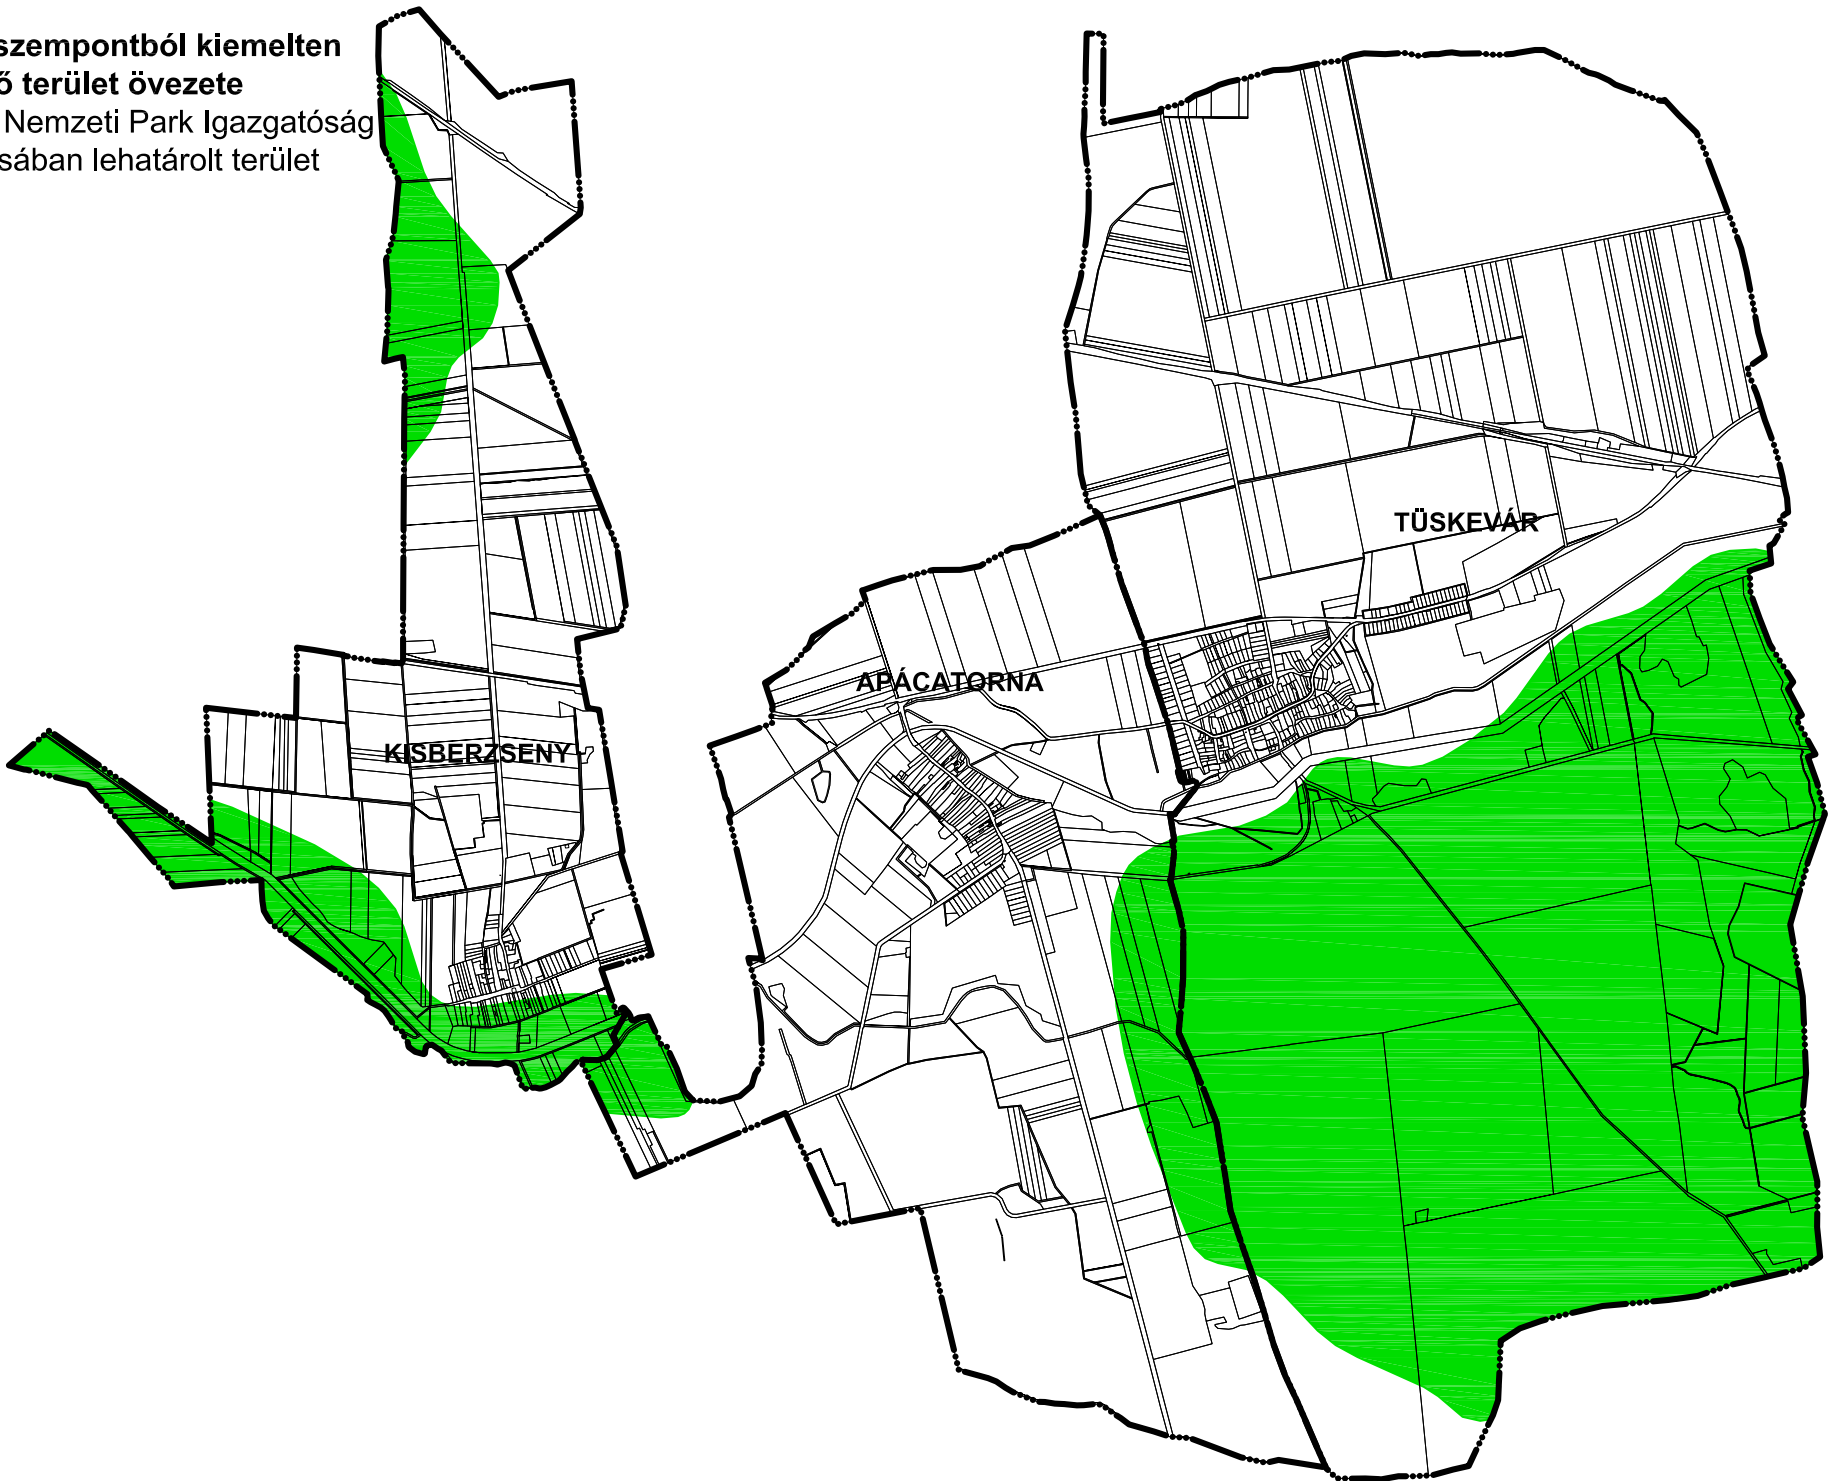 szempontból kiemelten
ő terület övezete
Nemzeti Park Igazgatóság
sában lehatárolt terület
TÜSKEVÁR
APÁCATORNA
KISBERZSENY